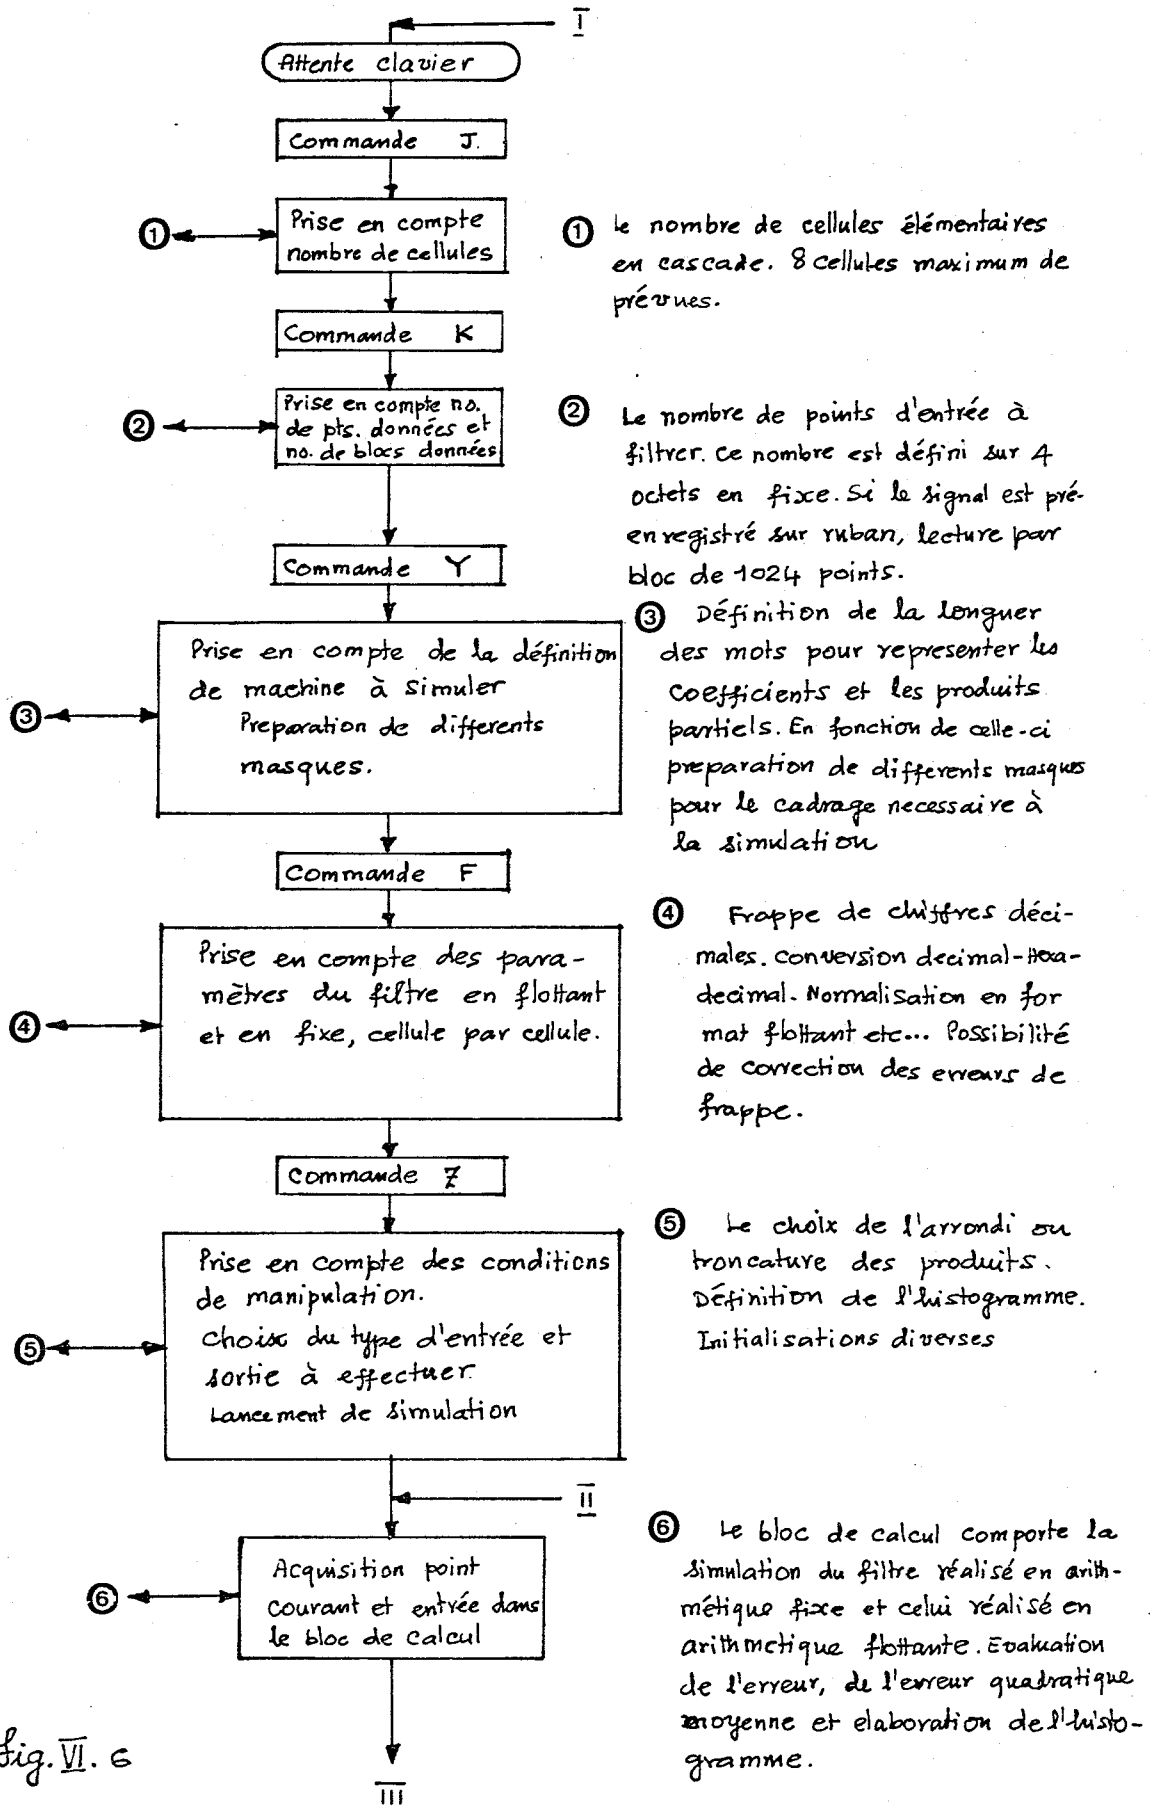 I
Attente clavier
Commande J.
Prise en compte
nombre de cellules
1
1 Le nombre de cellules élémentaires
en cascade. 8 cellules maximum de
prévues.
Commande K
Prise en compte no.
de pts. données et
no. de blocs données
2
2 Le nombre de points d'entrée à
filtrer. Ce nombre est défini sur 4
octets en fixe. Si le signal est pré-
enregistré sur ruban, lecture par
bloc de 1024 points.
Commande Y
Prise en compte de la définition
de machine à simuler
Preparation de differents
masques.
3
3 Définition de la longuer
des mots pour representer les
coefficients et les produits
partiels. En fonction de celle-ci
preparation de differents masques
pour le cadrage necessaire à
la simulation
Commande F
Prise en compte des para-
mètres du filtre en flottant
et en fixe, cellule par cellule.
4
4 Frappe de chiffres déci-
males. Conversion decimal-Hexa-
decimal. Normalisation en for
mat flottant etc... Possibilité
de correction des erreurs de
frappe.
Commande Z
Prise en compte des conditions
de manipulation.
Choix du type d'entrée et
sortie à effectuer.
Lancement de simulation
5
5 Le choix de l'arrondi ou
troncature des produits.
Définition de l'histogramme.
Initialisations diverses
II
Acquisition point
courant et entrée dans
le bloc de calcul
6
6 Le bloc de calcul comporte la
simulation du filtre réalisé en arith-
métique fixe et celui réalisé en
arithmetique flottante. Evaluation
de l'erreur, de l'erreur quadratique
moyenne et elaboration de l'histo-
gramme.
Fig. VI. 6
III